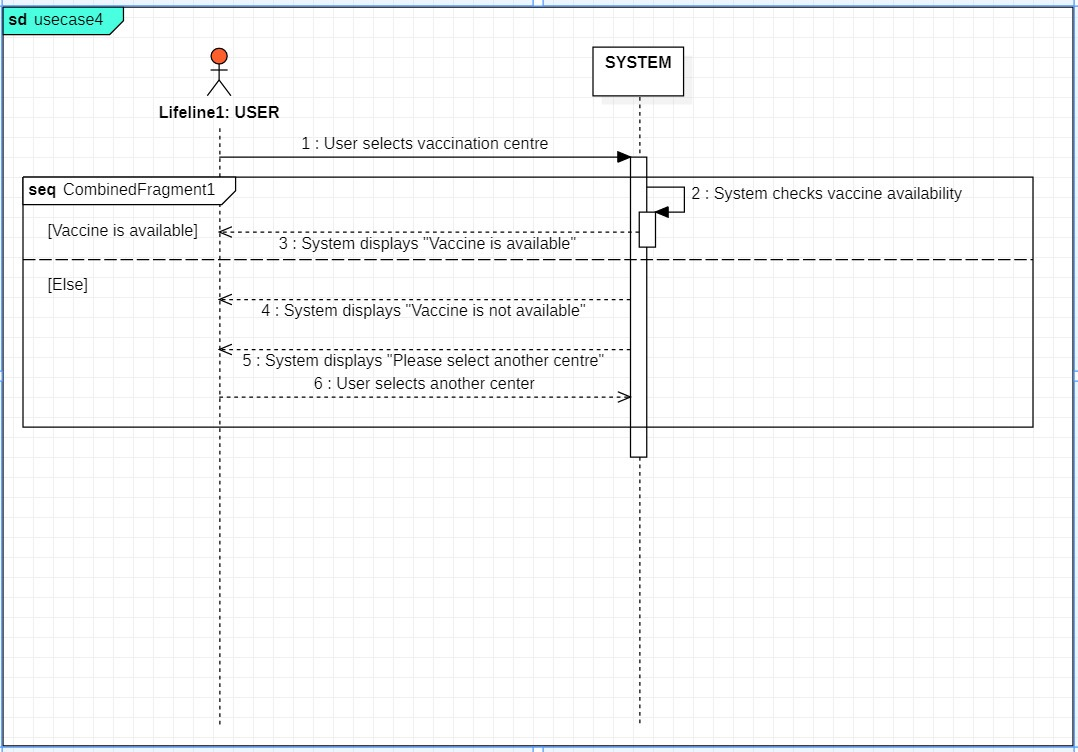 sd usecase4
Lifeline1: USER
SYSTEM
1 : User selects vaccination centre
seq CombinedFragment1
2 : System checks vaccine availability
[Vaccine is available]
3 : System displays "Vaccine is available"
[Else]
4 : System displays "Vaccine is not available"
5 : System displays "Please select another centre"
6 : User selects another center